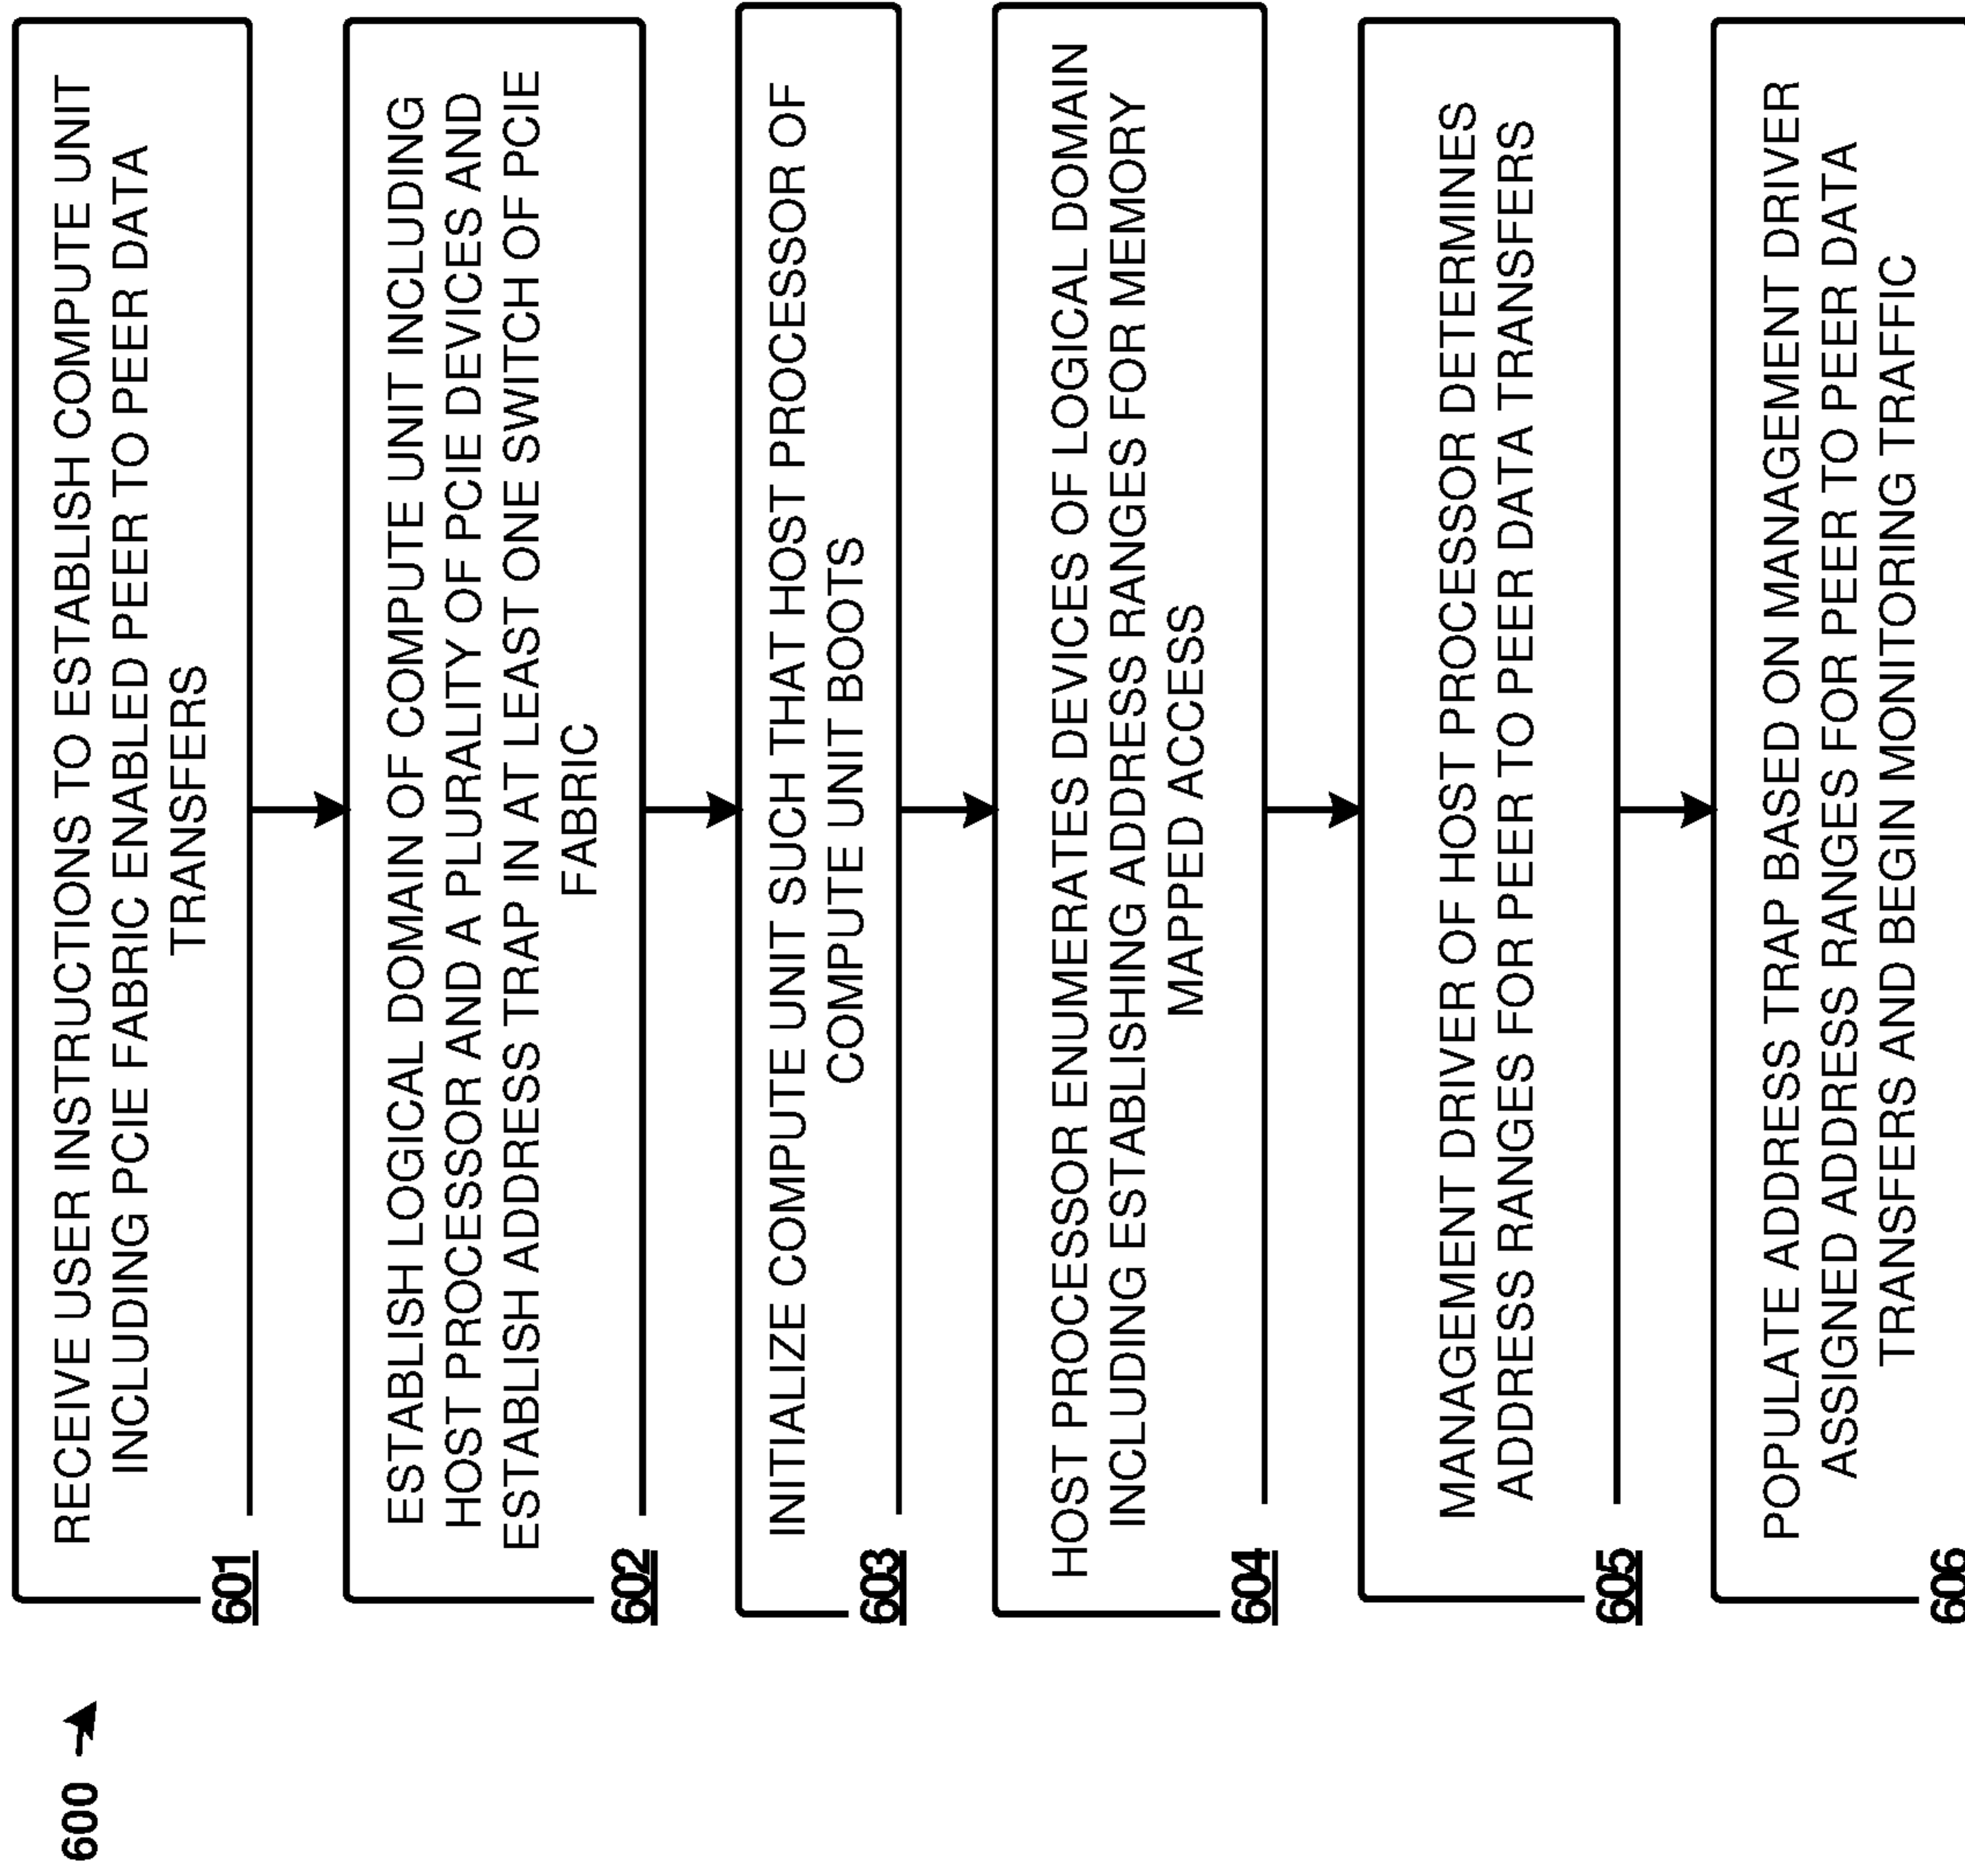 600
RECEIVE USER INSTRUCTIONS TO ESTABLISH COMPUTE UNIT
INCLUDING PCIE FABRIC ENABLED PEER TO PEER DATA
TRANSFERS
601
ESTABLISH LOGICAL DOMAIN OF COMPUTE UNIT INCLUDING
HOST PROCESSOR AND A PLURALITY OF PCIE DEVICES AND
ESTABLISH ADDRESS TRAP IN AT LEAST ONE SWITCH OF PCIE
FABRIC
602
INITIALIZE COMPUTE UNIT SUCH THAT HOST PROCESSOR OF
COMPUTE UNIT BOOTS
603
HOST PROCESSOR ENUMERATES DEVICES OF LOGICAL DOMAIN
INCLUDING ESTABLISHING ADDRESS RANGES FOR MEMORY
MAPPED ACCESS
604
MANAGEMENT DRIVER OF HOST PROCESSOR DETERMINES
ADDRESS RANGES FOR PEER TO PEER DATA TRANSFERS
605
POPULATE ADDRESS TRAP BASED ON MANAGEMENT DRIVER
ASSIGNED ADDRESS RANGES FOR PEER TO PEER DATA
TRANSFERS AND BEGIN MONITORING TRAFFIC
606